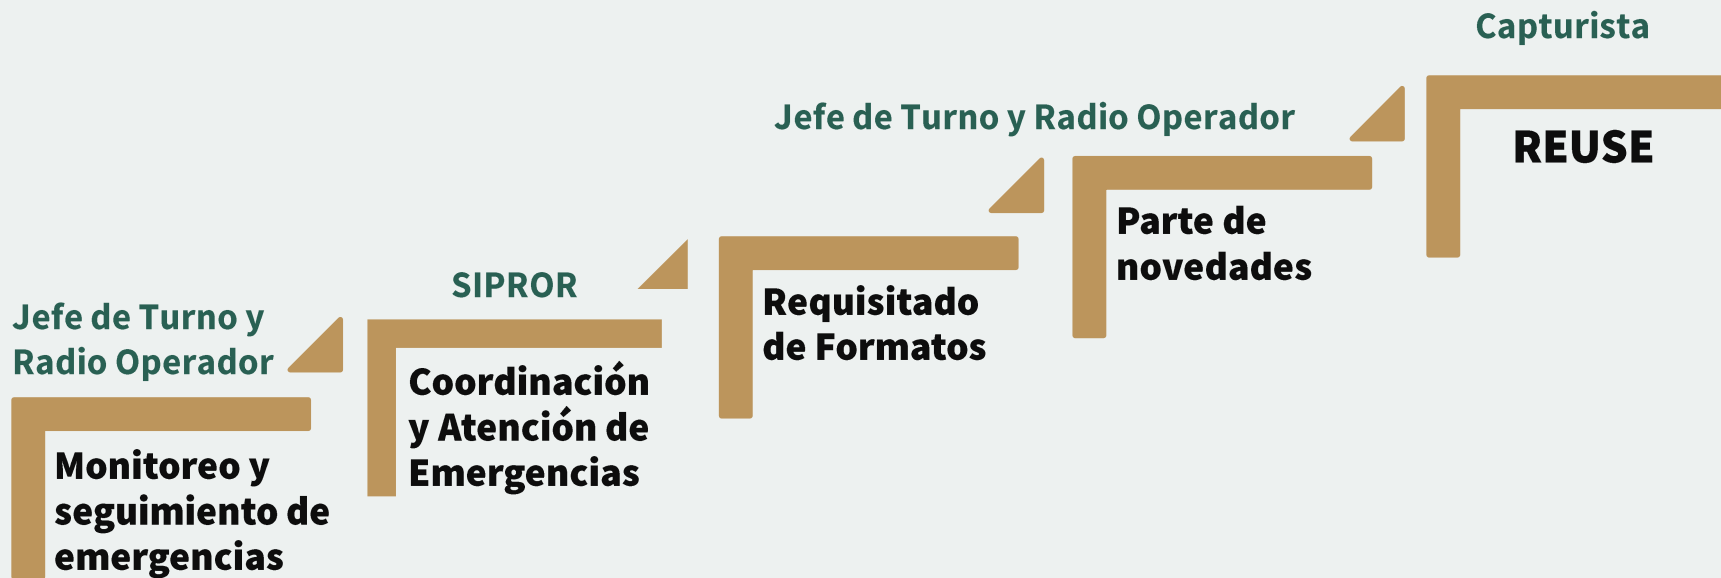 Jefe de Turno y
Radio Operador
Monitoreo y
seguimiento de
emergencias
SIPROR
Coordinación
y Atención de
Emergencias
Jefe de Turno y Radio Operador
Requisitado
de Formatos
Parte de
novedades
Capturista
REUSE